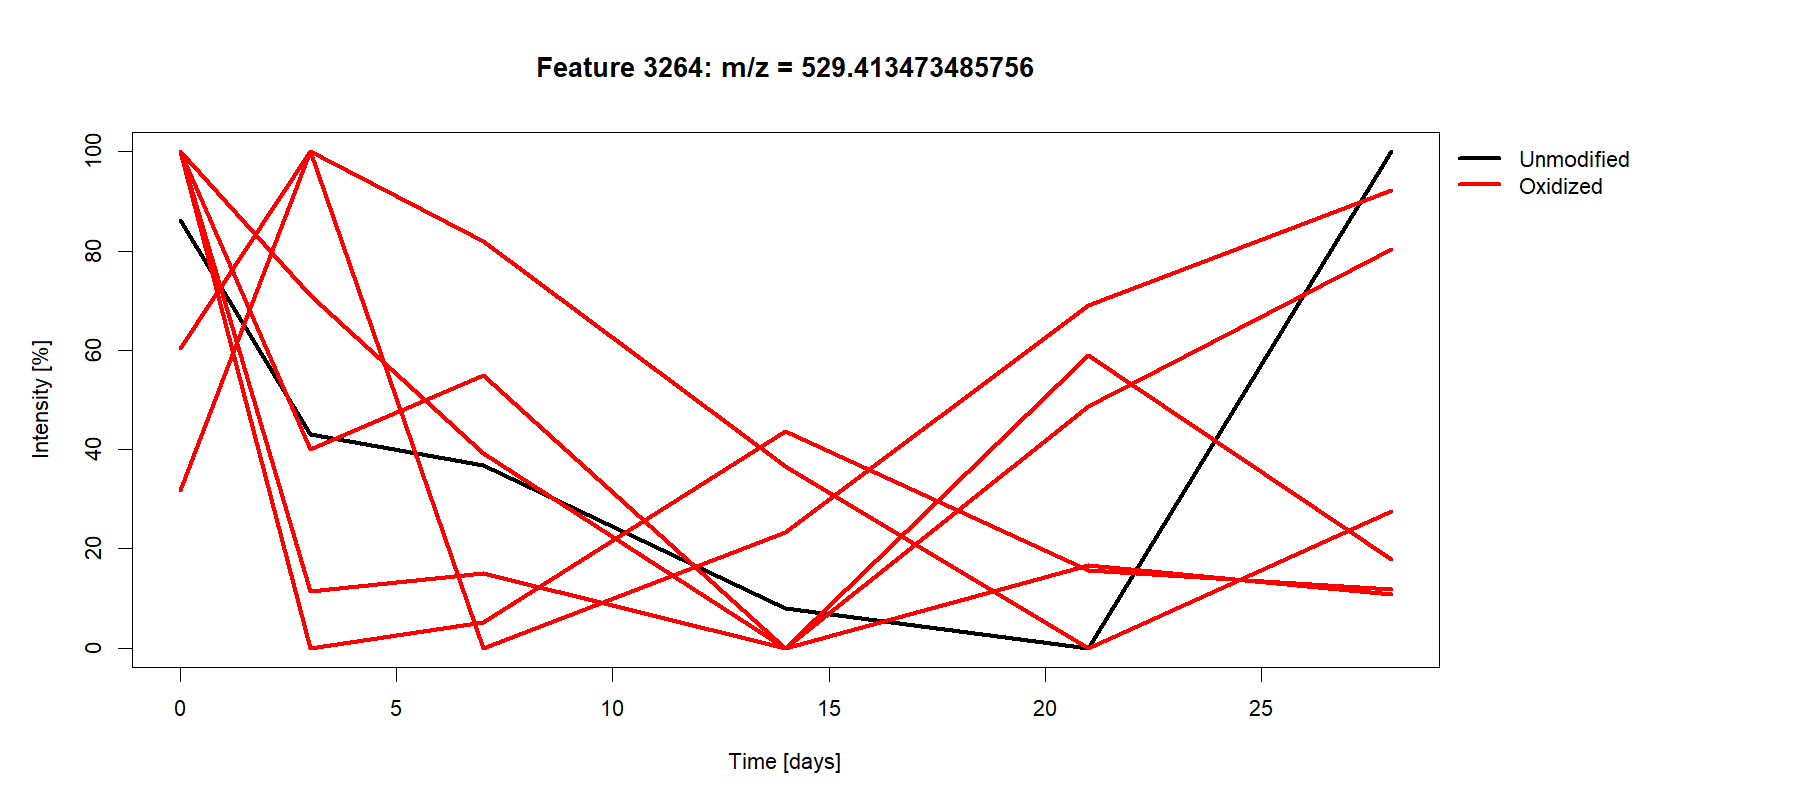 Feature 3264: m/z = 529.413473485756
Unmodified
Oxidized
Intensity [%]
100
80
60
40
20
0
0 5 10 15 20 25
Time [days]